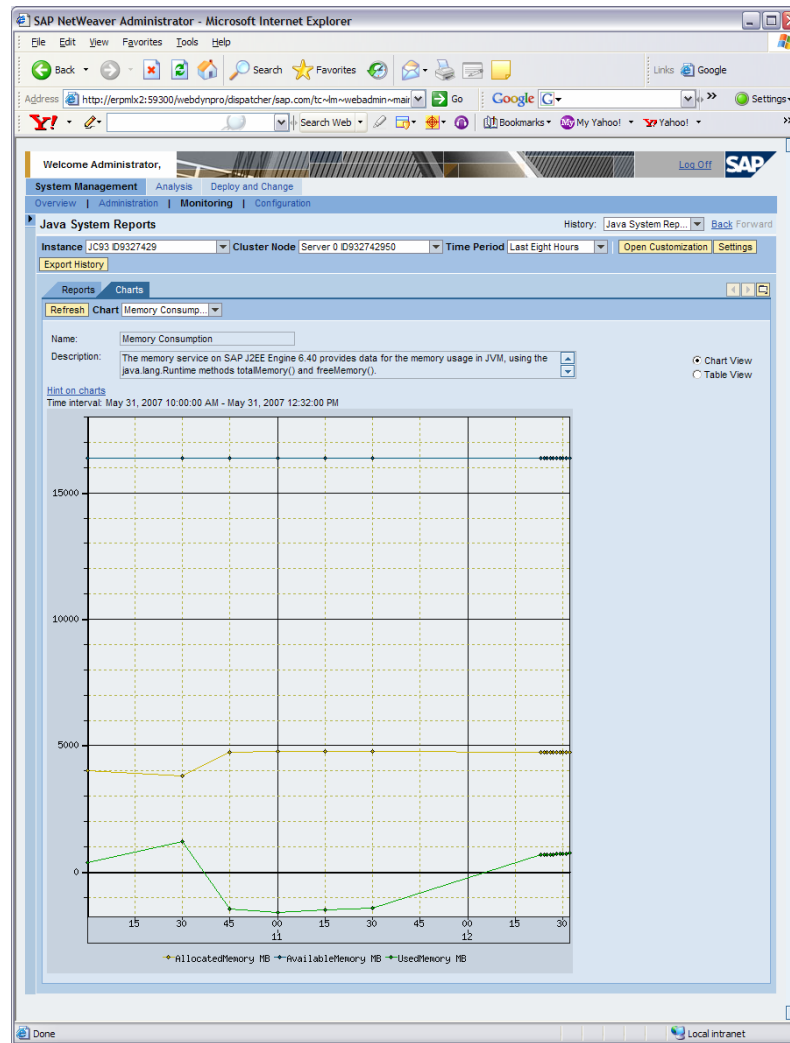 SAP NetWeaver Administrator - Microsoft Internet Explorer
File Edit View Favorites Tools Help
Back Search Favorites Links Google
Address http://erpmlx2:59300/webdynpro/dispatcher/sap.com/tc~lm~webadmin~mair Go Google G Settings
Y! Search Web Bookmarks My Yahoo! Y! Yahoo!
Welcome Administrator, Log Off SAP
System Management Analysis Deploy and Change
Overview | Administration | Monitoring | Configuration
Java System Reports History: Java System Rep... Back Forward
Instance JC93 ID9327429 Cluster Node Server 0 ID932742950 Time Period Last Eight Hours Open Customization Settings
Export History
Reports Charts
Refresh Chart Memory Consump...
Name: Memory Consumption
Description: The memory service on SAP J2EE Engine 6.40 provides data for the memory usage in JVM, using the
java.lang.Runtime methods totalMemory() and freeMemory().
Chart View
Table View
Hint on charts
Time interval: May 31, 2007 10:00:00 AM - May 31, 2007 12:32:00 PM
15000
10000
5000
0
15 30 45 00 15 30 45 00 15 30
11 12
AllocatedMemory MB AvailableMemory MB UsedMemory MB
Done Local intranet